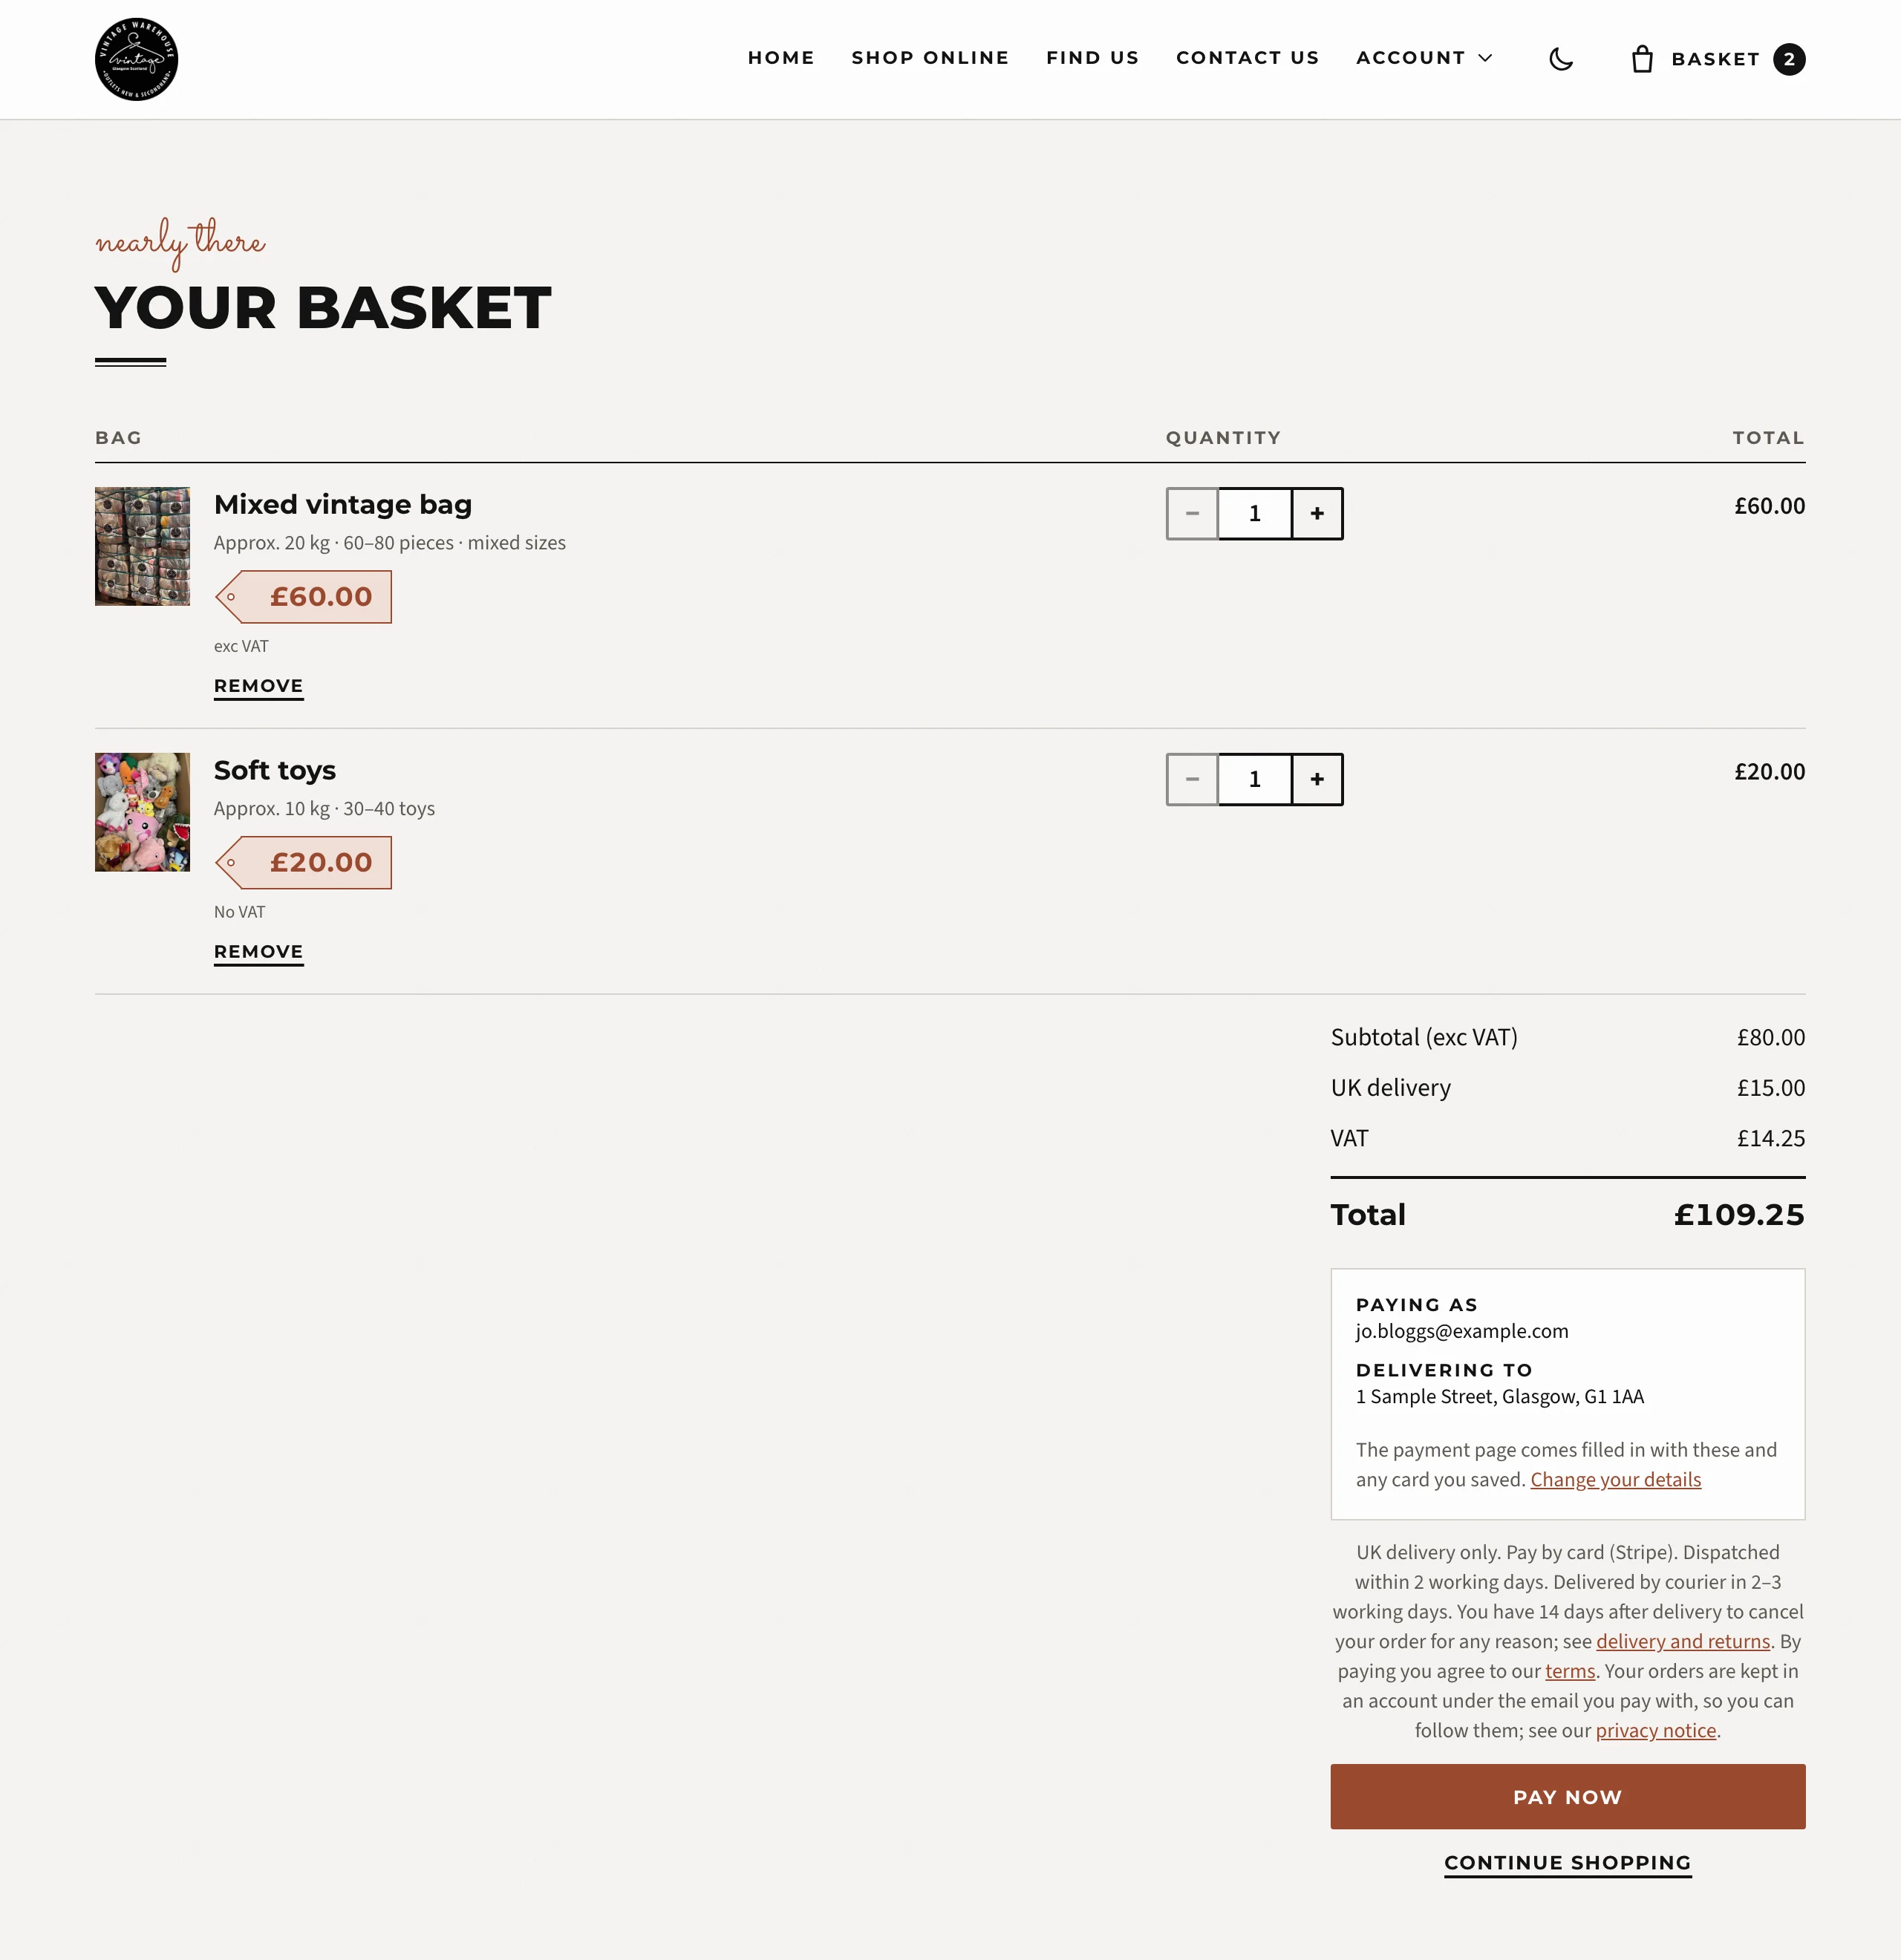 VINTAGE WAREHOUSE
vintage
Glasgow Scotland
OUTLETS NEW & SECONDHAND
HOME SHOP ONLINE FIND US CONTACT US ACCOUNT BASKET 2
nearly there
YOUR BASKET
BAG QUANTITY TOTAL
Mixed vintage bag − 1 + £60.00
Approx. 20 kg · 60–80 pieces · mixed sizes
£60.00
exc VAT
REMOVE
Soft toys − 1 + £20.00
Approx. 10 kg · 30–40 toys
£20.00
No VAT
REMOVE
Subtotal (exc VAT) £80.00
UK delivery £15.00
VAT £14.25
Total £109.25
PAYING AS
jo.bloggs@example.com
DELIVERING TO
1 Sample Street, Glasgow, G1 1AA
The payment page comes filled in with these and
any card you saved. Change your details
UK delivery only. Pay by card (Stripe). Dispatched
within 2 working days. Delivered by courier in 2–3
working days. You have 14 days after delivery to cancel
your order for any reason; see delivery and returns. By
paying you agree to our terms. Your orders are kept in
an account under the email you pay with, so you can
follow them; see our privacy notice.
PAY NOW
CONTINUE SHOPPING